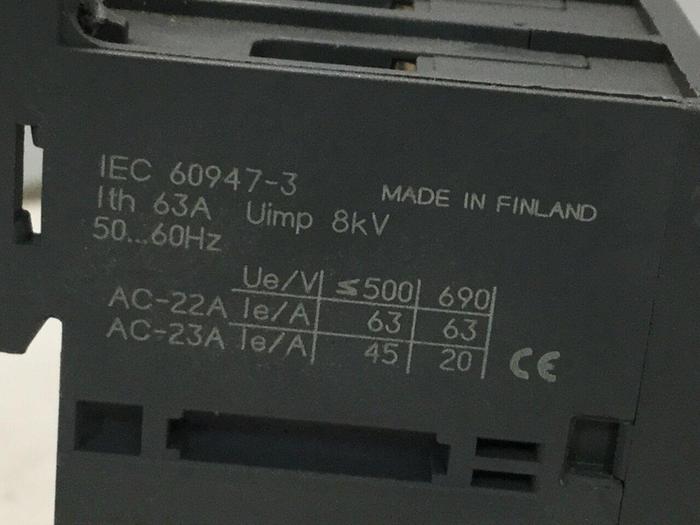 IEC 60947-3
Ith 63A Uimp 8kV
MADE IN FINLAND
50...60Hz
Ue/V ≤500 690
AC-22A Ie/A 63 63
AC-23A Ie/A 45 20
CE